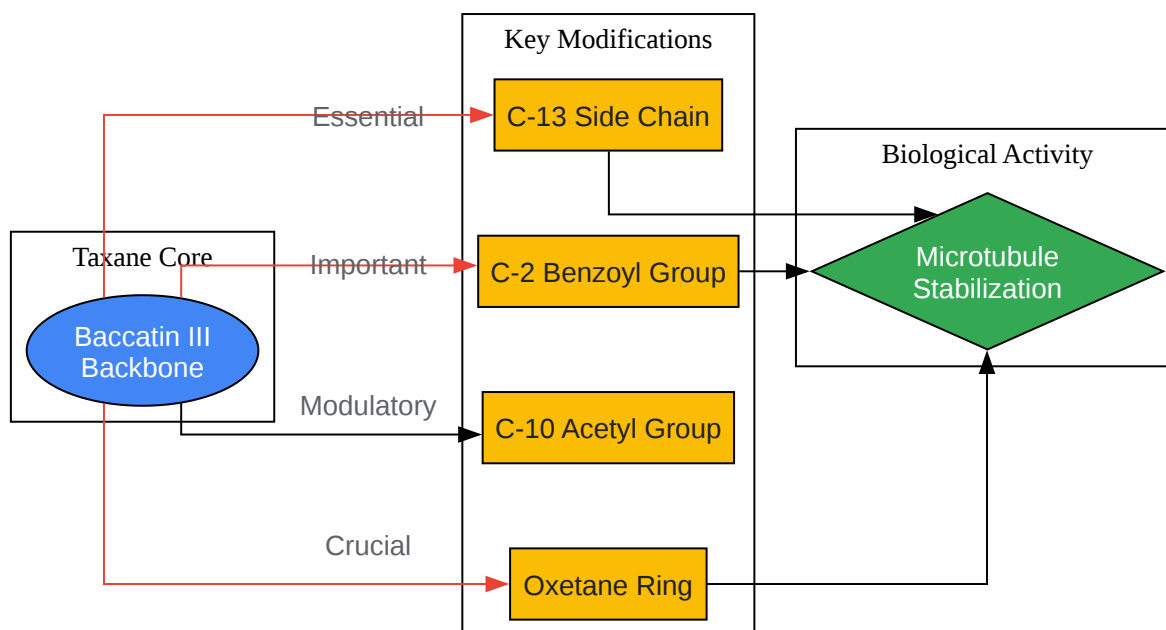 Key Modifications
Essential
C-13 Side Chain
Biological Activity
Taxane Core
Important
C-2 Benzoyl Group
Microtubule
Stabilization
Baccatin III
Backbone
Modulatory
C-10 Acetyl Group
Crucial
Oxetane Ring